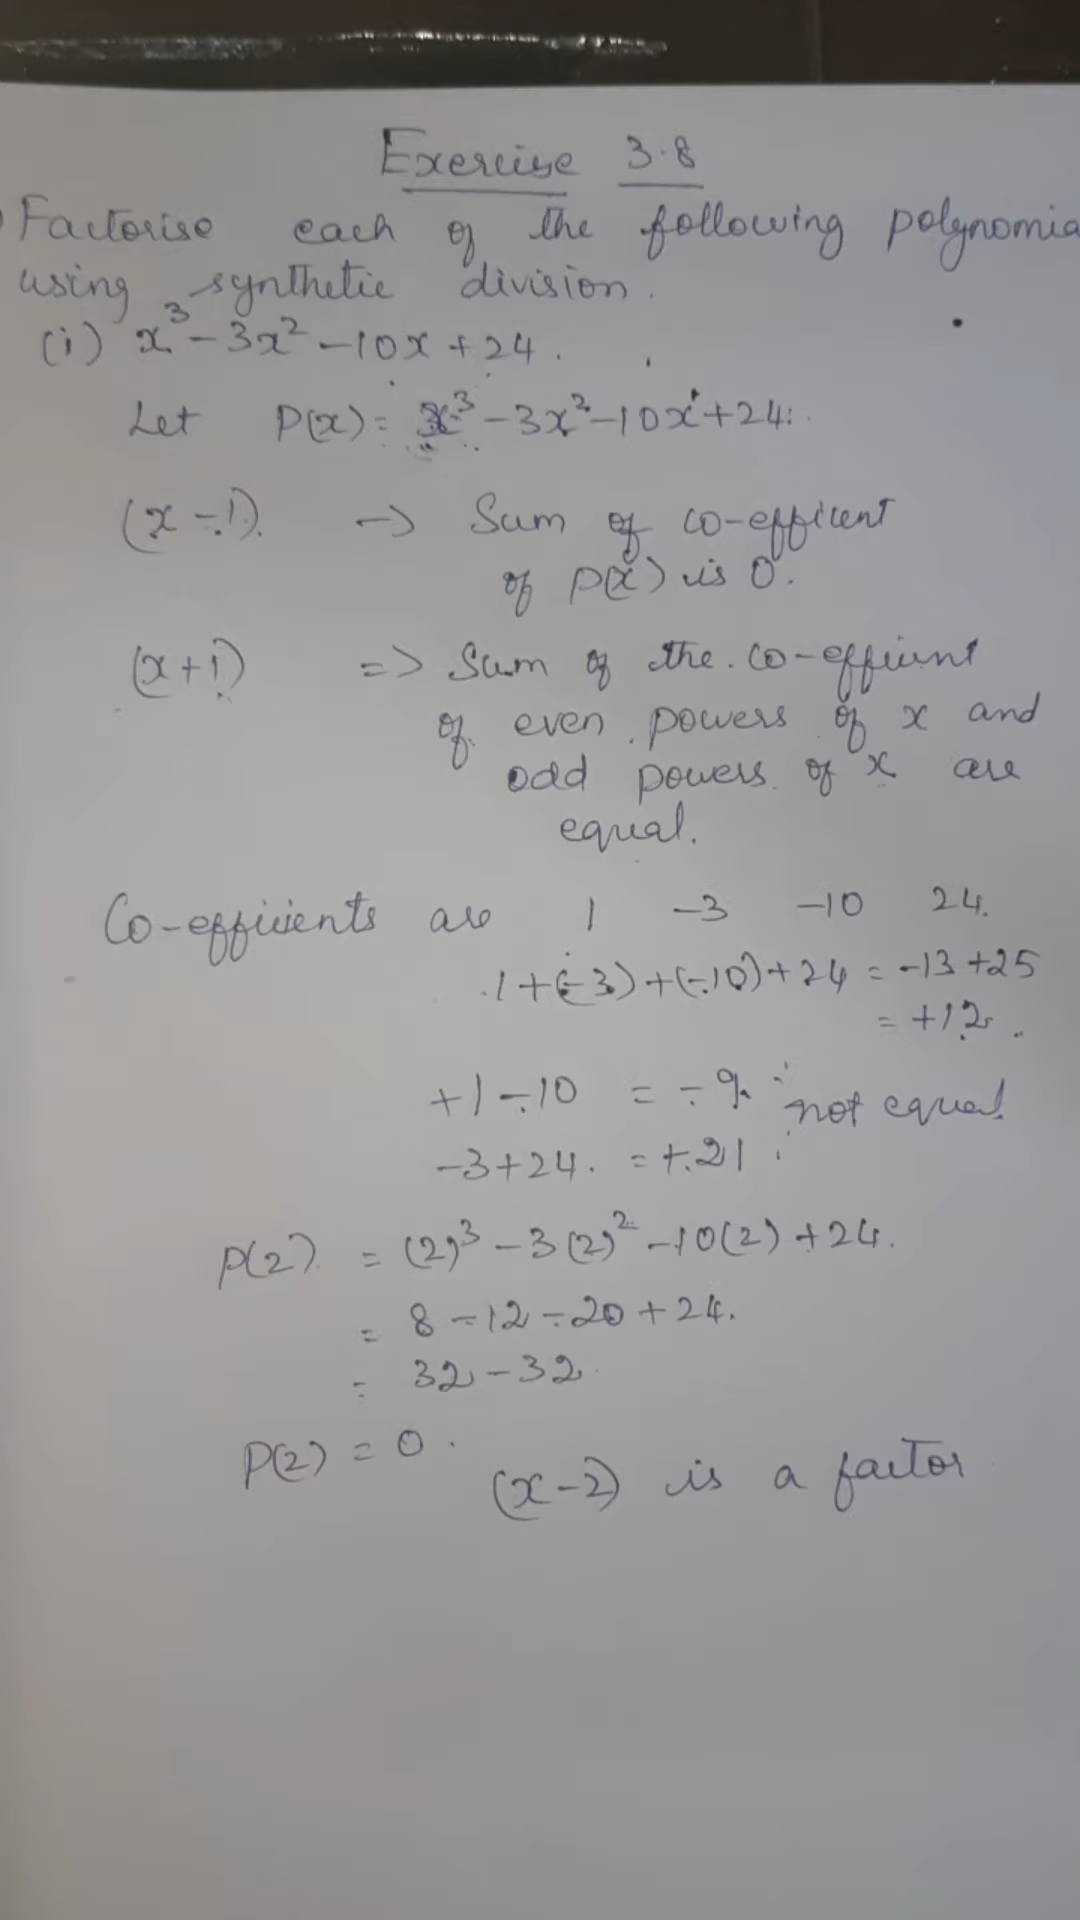 Exercise 3.8
Factorise each of the following polynomia
using synthetic division.
(i) x³ - 3x² - 10x + 24.
Let P(x) = x³ - 3x² - 10x + 24.
(x - 1) -> Sum of co-efficent
of P(x) is 0.
(x + 1) => Sum of the co-effient
of even powers of x and
odd powers of x are
equal.
Co-efficients are 1 -3 -10 24.
1 + (-3) + (-10) + 24 = -13 + 25
= +12.
+1 - 10 = -9
not equal
-3 + 24. = +21
P(2) = (2)³ - 3(2)² - 10(2) + 24.
= 8 - 12 - 20 + 24.
= 32 - 32
P(2) = 0.
(x - 2) is a factor